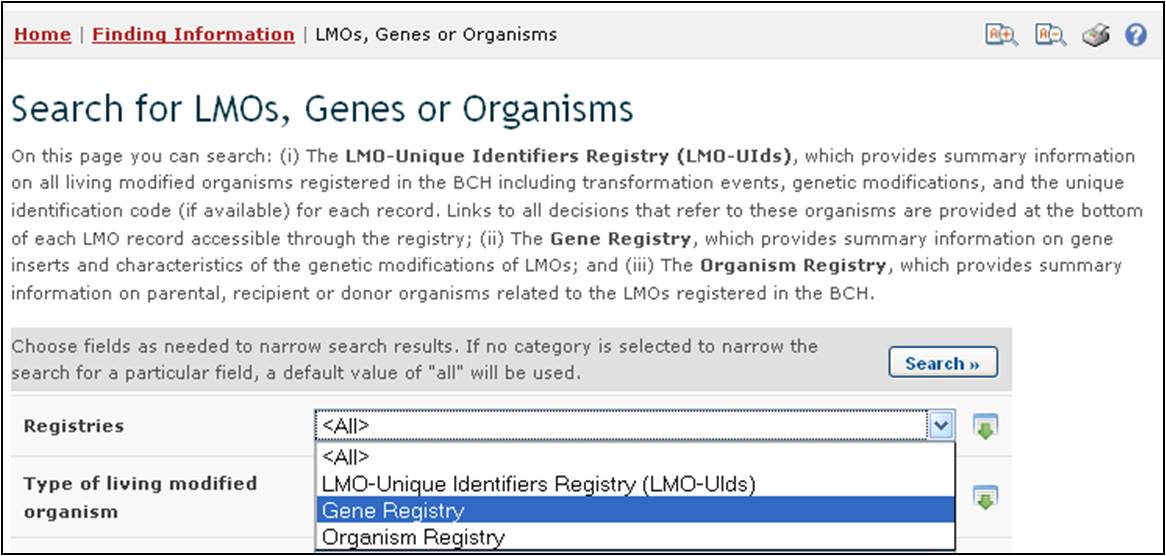 Home | Finding Information | LMOs, Genes or Organisms
Search for LMOs, Genes or Organisms
On this page you can search: (i) The LMO-Unique Identifiers Registry (LMO-UIds), which provides summary information
on all living modified organisms registered in the BCH including transformation events, genetic modifications, and the unique
identification code (if available) for each record. Links to all decisions that refer to these organisms are provided at the bottom
of each LMO record accessible through the registry; (ii) The Gene Registry, which provides summary information on gene
inserts and characteristics of the genetic modifications of LMOs; and (iii) The Organism Registry, which provides summary
information on parental, recipient or donor organisms related to the LMOs registered in the BCH.
Choose fields as needed to narrow search results. If no category is selected to narrow the
search for a particular field, a default value of "all" will be used.
Search »
Registries
<All>
<All>
LMO-Unique Identifiers Registry (LMO-UIds)
Gene Registry
Organism Registry
Type of living modified
organism